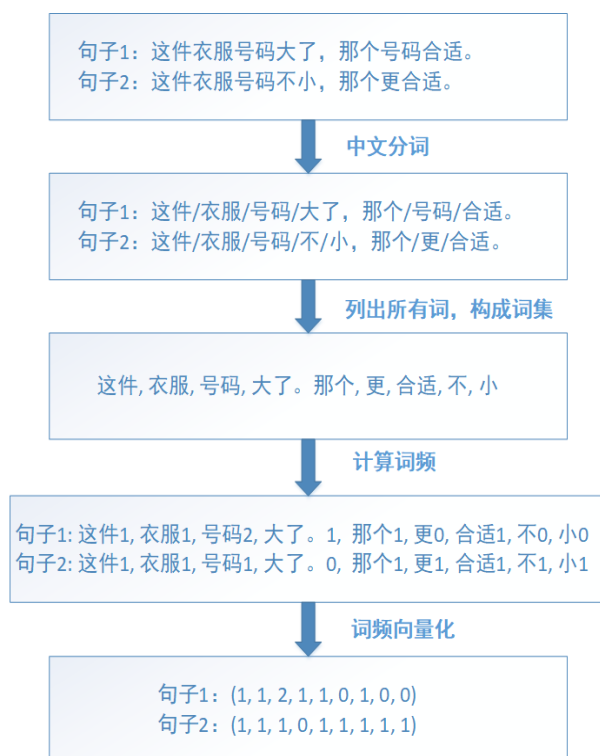 句子1：这件衣服号码大了，那个号码合适。
句子2：这件衣服号码不小，那个更合适。
中文分词
句子1：这件/衣服/号码/大了，那个/号码/合适。
句子2：这件/衣服/号码/不/小，那个/更/合适。
列出所有词，构成词集
这件, 衣服, 号码, 大了。那个, 更, 合适, 不, 小
计算词频
句子1: 这件1, 衣服1, 号码2, 大了。1, 那个1, 更0, 合适1, 不0, 小0
句子2: 这件1, 衣服1, 号码1, 大了。0, 那个1, 更1, 合适1, 不1, 小1
词频向量化
句子1：(1, 1, 2, 1, 1, 0, 1, 0, 0)
句子2：(1, 1, 1, 0, 1, 1, 1, 1, 1)